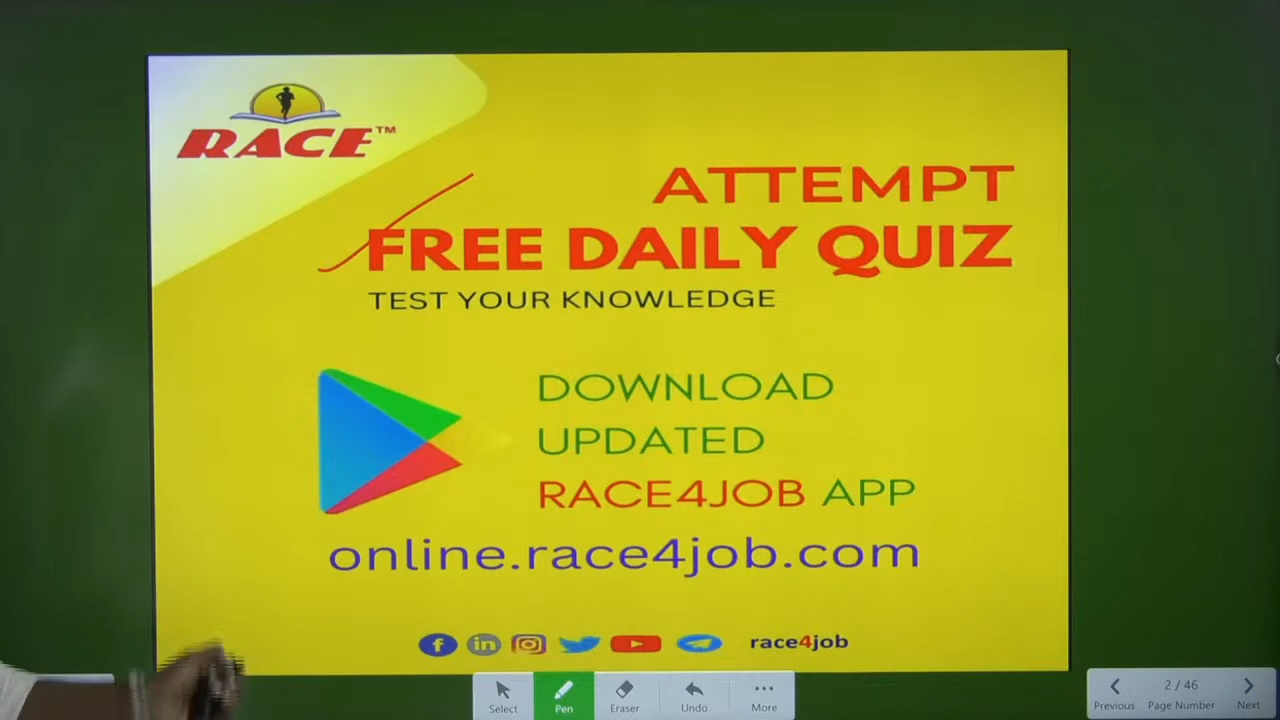 RACE™
ATTEMPT
FREE DAILY QUIZ
TEST YOUR KNOWLEDGE
DOWNLOAD
UPDATED
RACE4JOB APP
online.race4job.com
race4job
Select Pen Eraser Undo More
Previous 2 / 46 Page Number Next